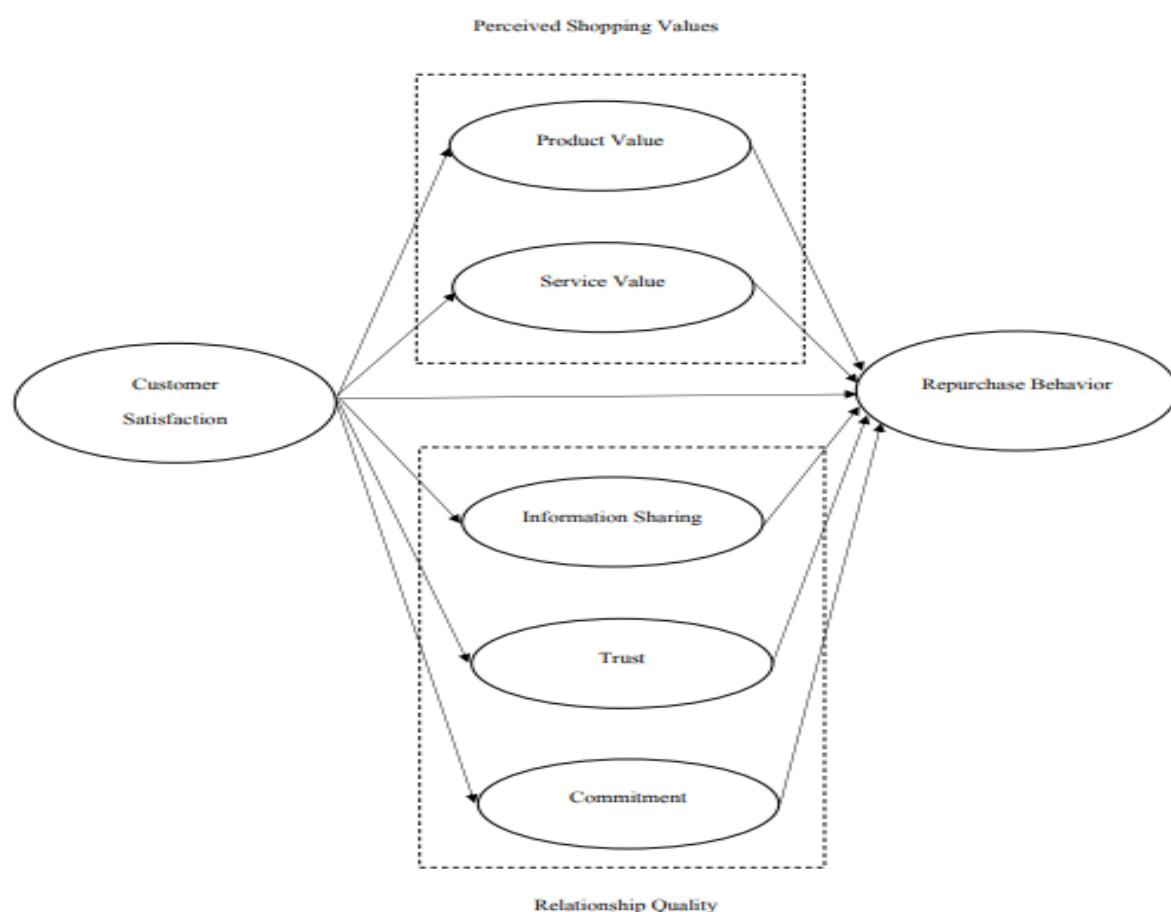 Perceived Shopping Values
Product Value
Service Value
Customer
Satisfaction
Repurchase Behavior
Information Sharing
Trust
Commitment
Relationship Quality